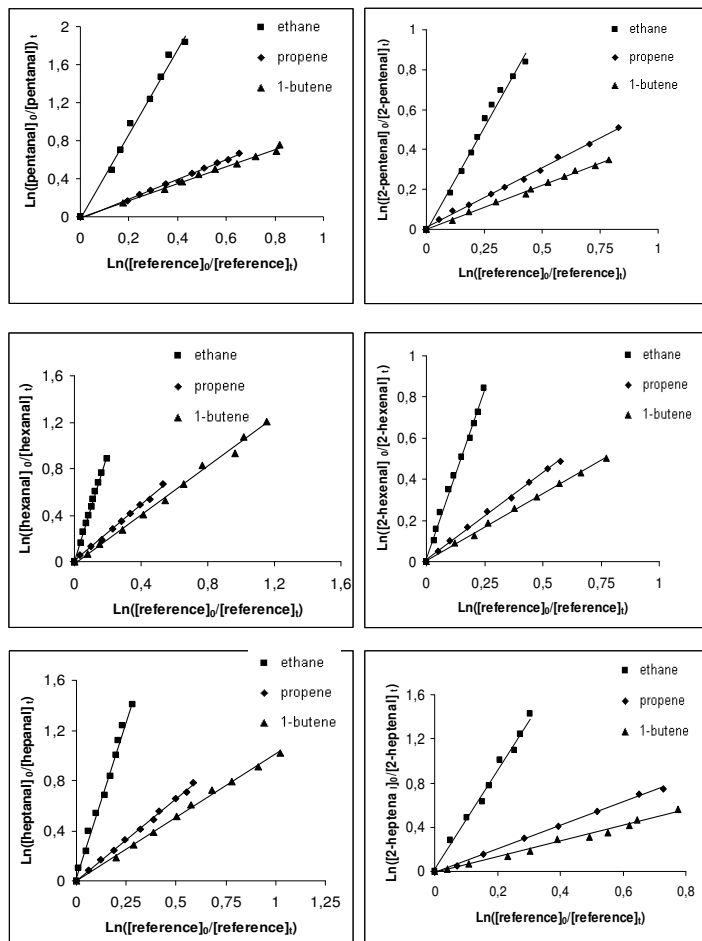 Ln([pentanal] 0/[pentanal]) t
2
1,6
1,2
0,8
0,4
0
0
0,2
0,4
0,6
0,8
1
Ln([reference]0/[reference]t)
ethane
propene
1-butene
Ln([2-pentenal] 0/[2-pentenal] t)
1
0,8
0,6
0,4
0,2
0
0
0,25
0,5
0,75
1
Ln([reference]0/[reference]t)
ethane
propene
1-butene
Ln([hexanal] 0/[hexanal] t)
1,6
1,2
0,8
0,4
0
0
0,4
0,8
1,2
1,6
Ln([reference]0/[reference]t)
ethane
propene
1-butene
Ln([2-hexenal] 0/[2-hexenal] t)
1
0,8
0,6
0,4
0,2
0
0
0,25
0,5
0,75
1
Ln([reference]0/[reference]t)
ethane
propene
1-butene
Ln([heptanal] 0/[hepanal] t)
1,6
1,2
0,8
0,4
0
0
0,25
0,5
0,75
1
1,25
Ln([reference]0/[reference]t)
ethane
propene
1-butene
Ln([2-heptena l]0/[2-heptenal] t)
1,6
1,2
0,8
0,4
0
0
0,2
0,4
0,6
0,8
Ln([reference]0/[reference]t)
ethane
propene
1-butene